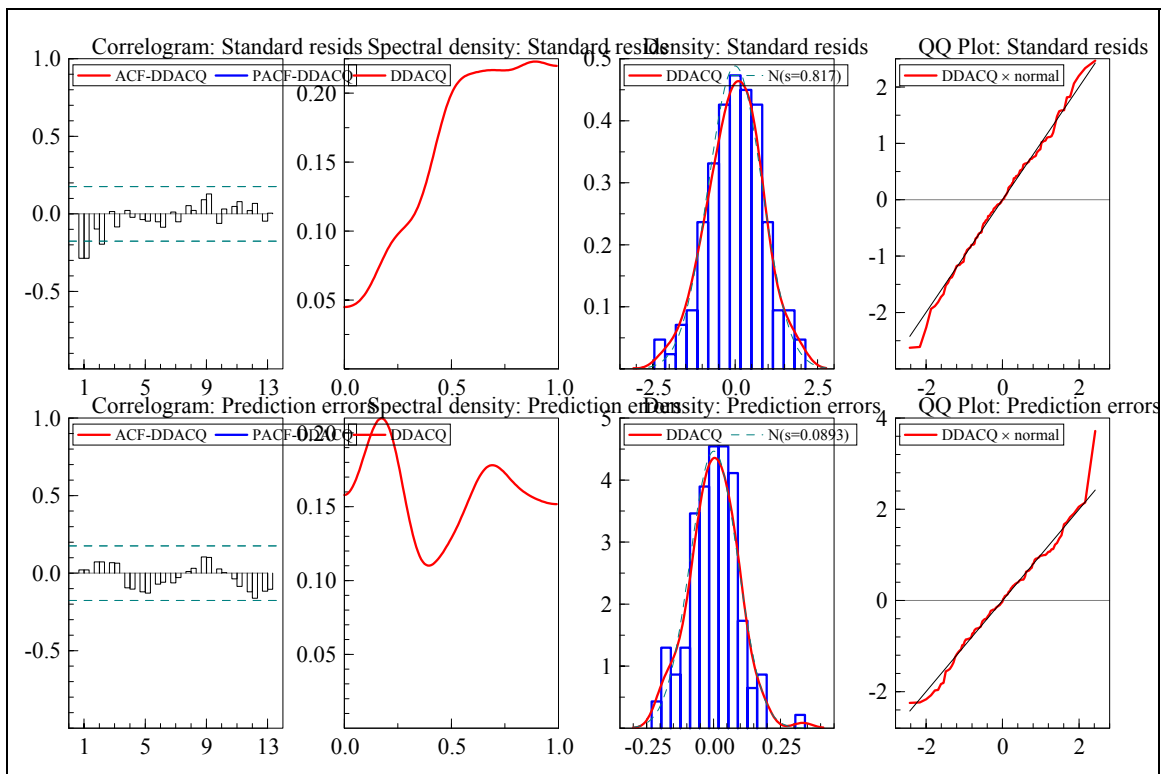 Correlogram: Standard resids
ACF-DDACQ PACF-DDACQ
1.0
0.5
0.0
-0.5
1 5 9 13
Spectral density: Standard resids
DDACQ
0.20
0.15
0.10
0.05
0.0 0.5 1.0
Density: Standard resids
DDACQ N(s=0.817)
0.5
0.4
0.3
0.2
0.1
-2.5 0.0 2.5
QQ Plot: Standard resids
DDACQ × normal
2
1
0
-1
-2
-2 0 2
Correlogram: Prediction errors
ACF-DDACQ PACF-DDACQ
1.0
0.5
0.0
-0.5
1 5 9 13
Spectral density: Prediction errors
DDACQ
0.20
0.15
0.10
0.05
0.0 0.5 1.0
Density: Prediction errors
DDACQ N(s=0.0893)
5
4
3
2
1
-0.25 0.00 0.25
QQ Plot: Prediction errors
DDACQ × normal
4
2
0
-2
-2 0 2